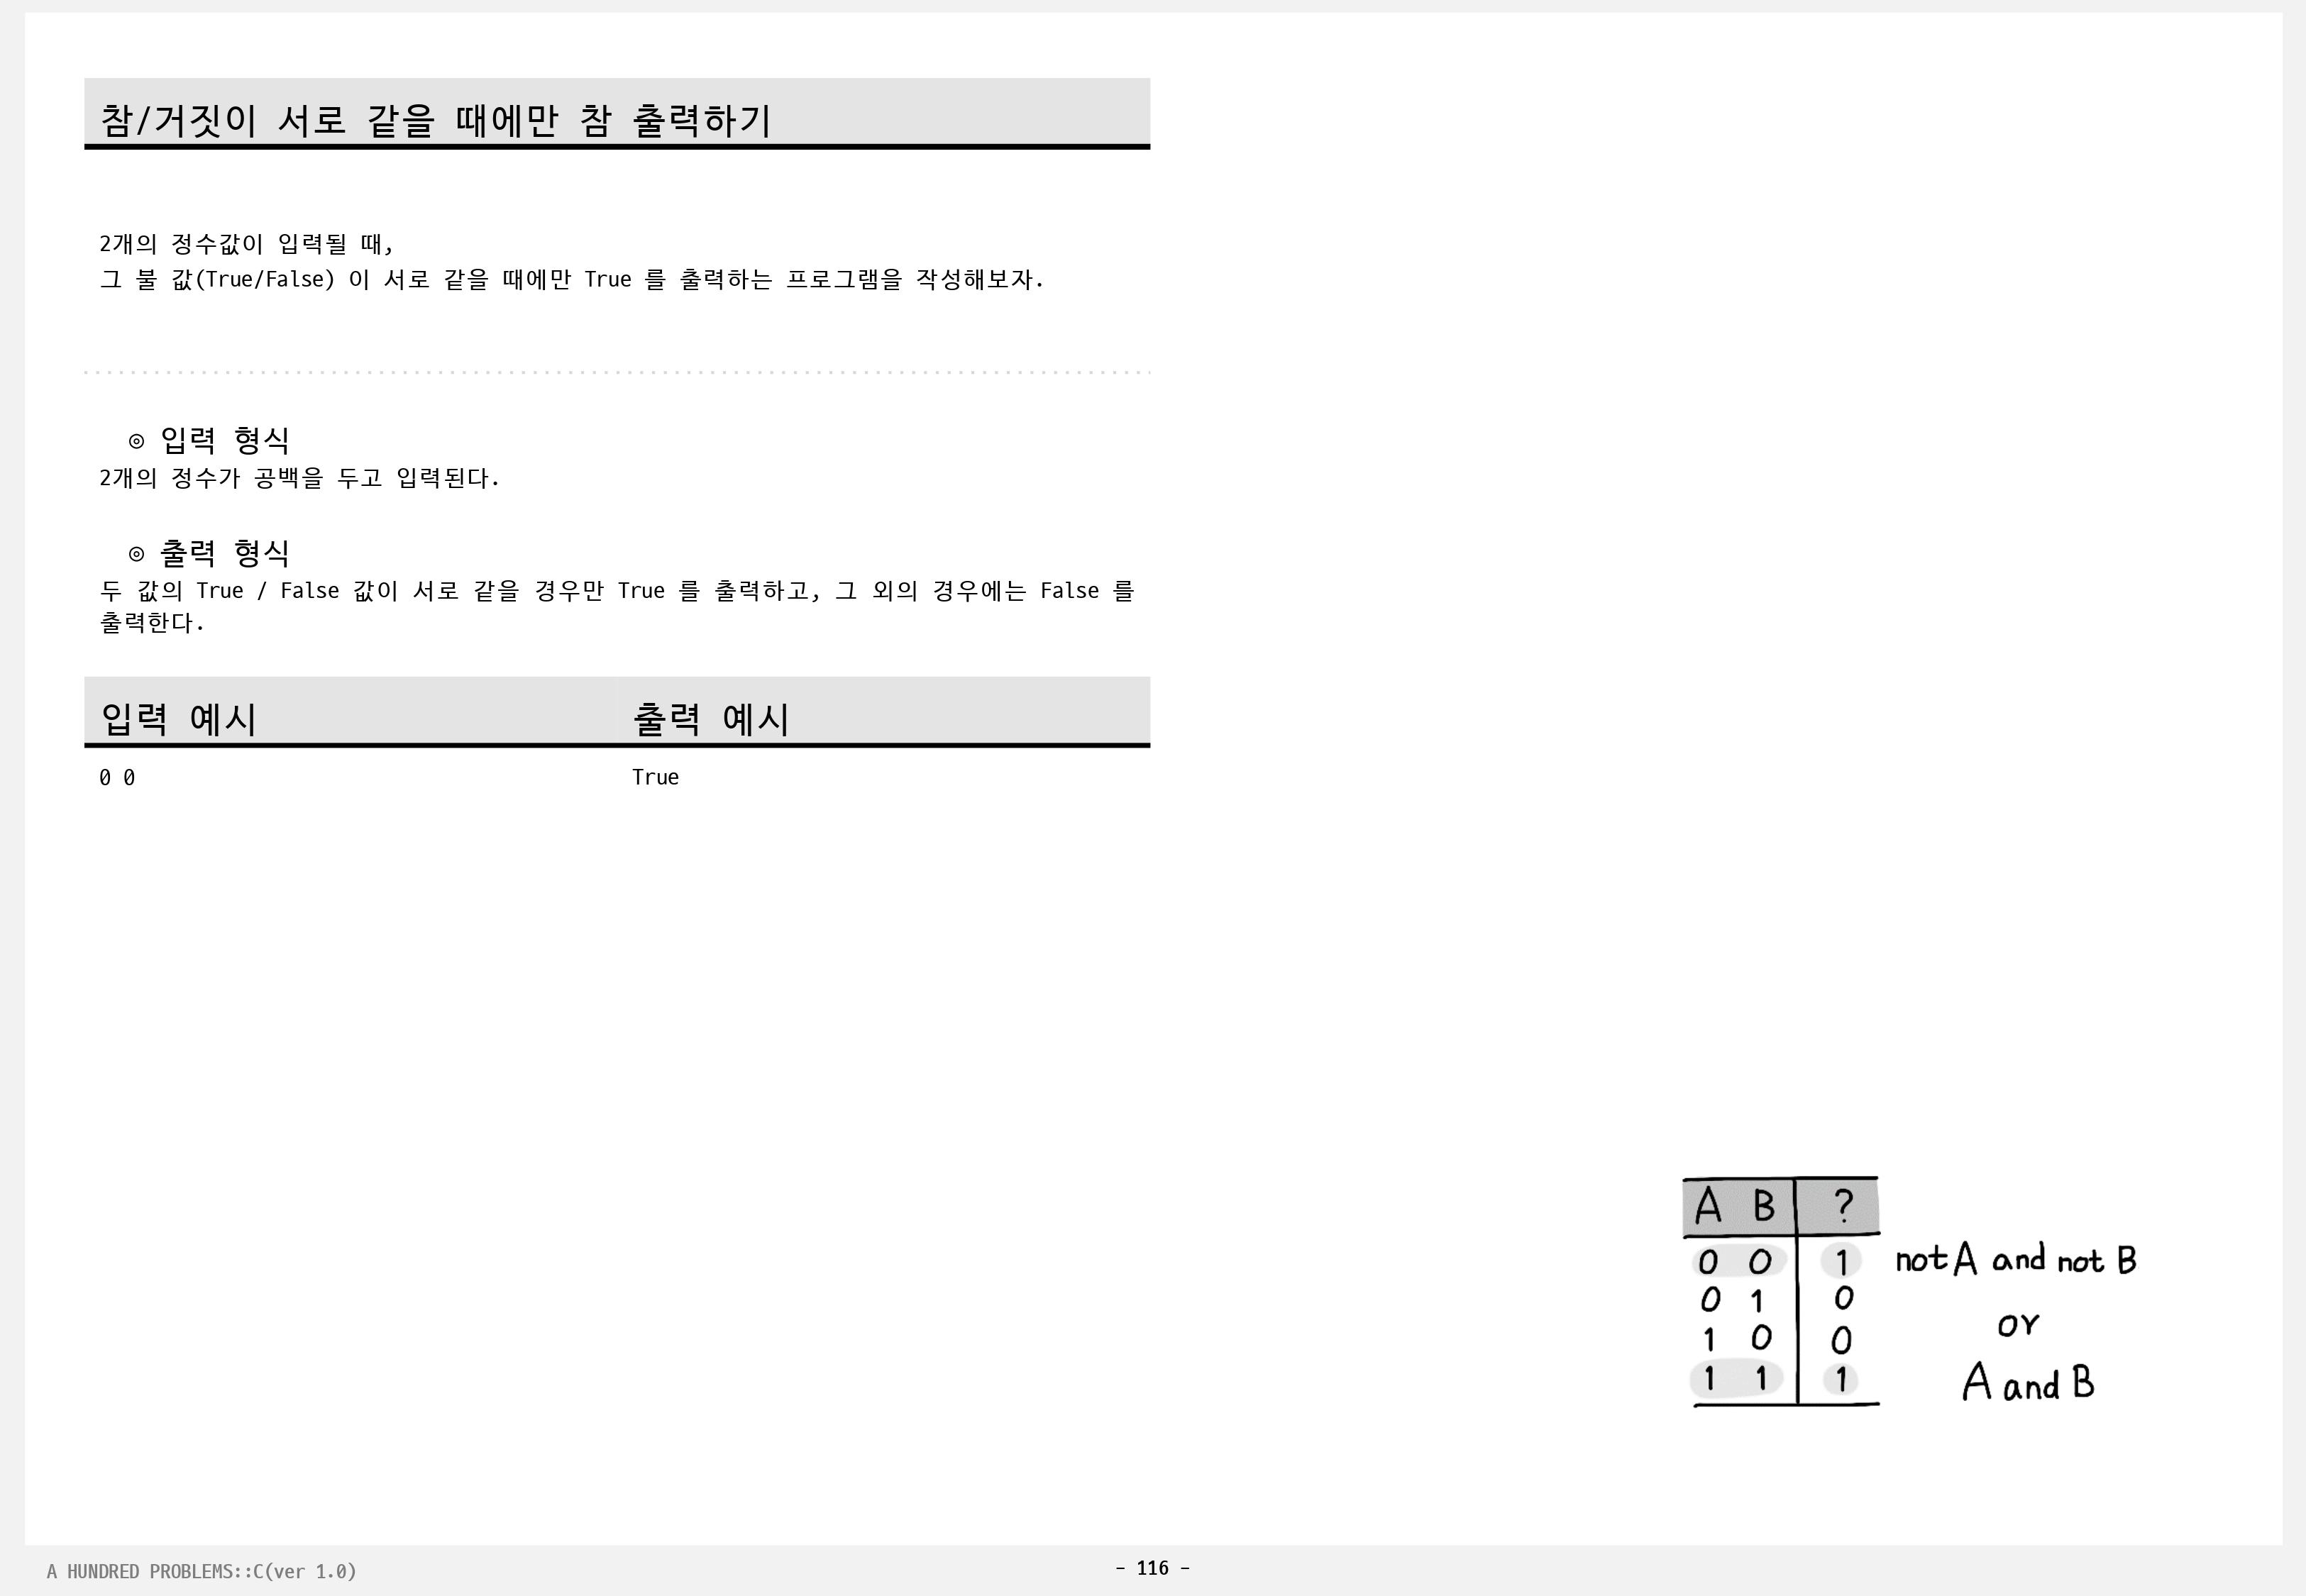 참/거짓이 서로 같을 때에만 참 출력하기
2개의 정수값이 입력될 때,
그 불 값(True/False) 이 서로 같을 때에만 True 를 출력하는 프로그램을 작성해보자.
◎ 입력 형식
2개의 정수가 공백을 두고 입력된다.
◎ 출력 형식
두 값의 True / False 값이 서로 같을 경우만 True 를 출력하고, 그 외의 경우에는 False 를
출력한다.
입력 예시 출력 예시
0 0 True
A B ?
0 0 1 not A and not B
0 1 0
or
1 0 0
1 1 1 A and B
A HUNDRED PROBLEMS::C(ver 1.0)
- 116 -